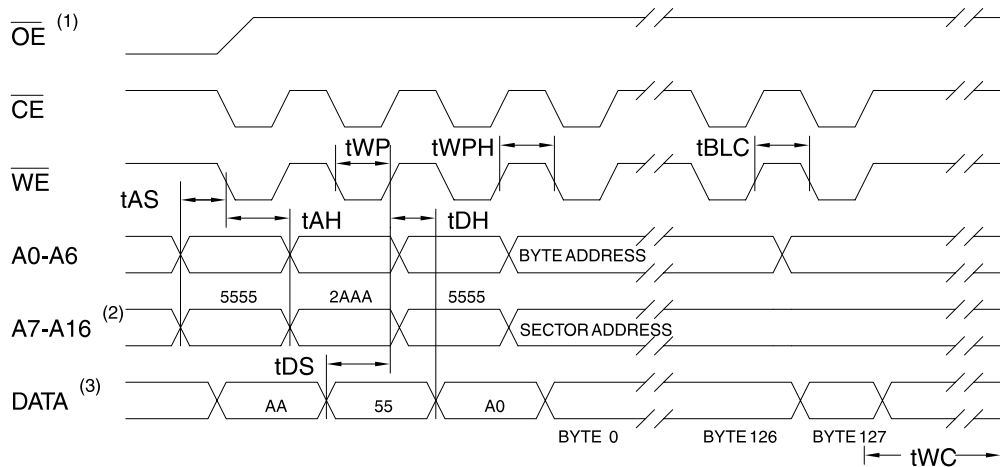 OE (1)
CE
tWP tWPH tBLC
WE
tAS
tAH tDH
A0-A6 BYTE ADDRESS
5555 2AAA 5555
A7-A16 (2) SECTOR ADDRESS
tDS
DATA (3) AA 55 A0
BYTE 0 BYTE 126 BYTE 127
tWC